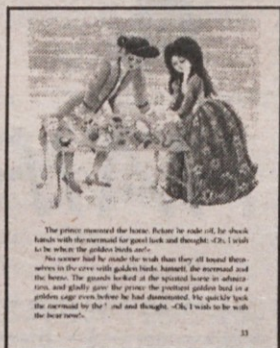 The prince mounted the horse. Before he rode off, he shook
hands with the mermaid for good luck and thought: «Oh, I wish
to be where the golden birds are!»
No sooner had he made the wish than they all found them-
selves in the cave with golden birds: himself, the mermaid and
the horse. The guards looked at the spirited horse in admira-
tion, and gladly gave the prince the prettiest golden bird in a
golden cage even before he had dismounted. He quickly took
the mermaid by the hand and thought, «Oh, I wish to be with
the bear now!».
33